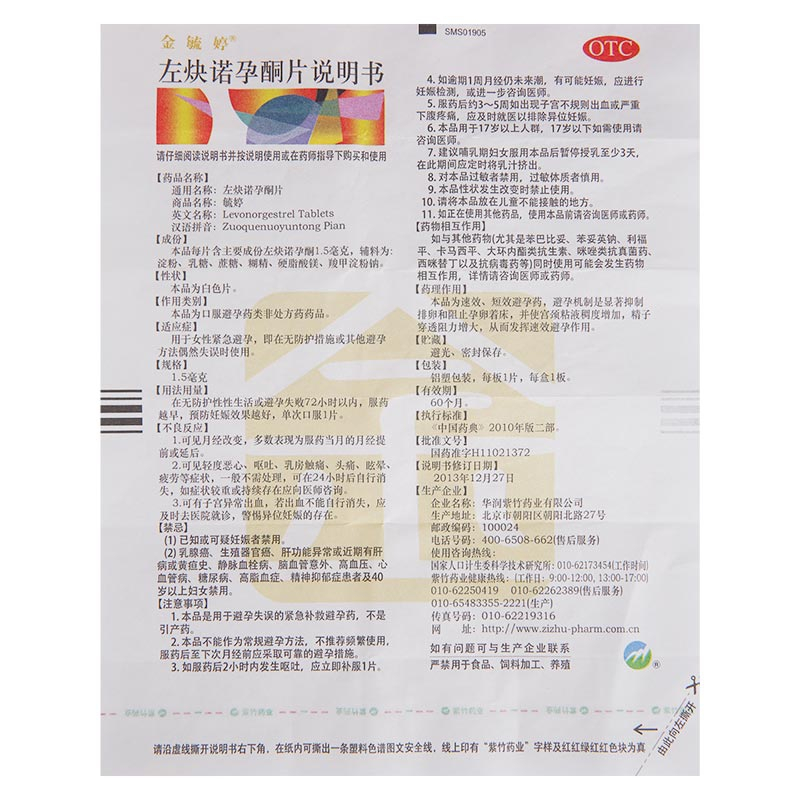 SMS01905
OTC
金毓婷®
左炔诺孕酮片说明书
请仔细阅读说明书并按说明使用或在药师指导下购买和使用
【药品名称】
通用名称：左炔诺孕酮片
商品名称：毓婷
英文名称：Levonorgestrel Tablets
汉语拼音：Zuoquenuoyuntong Pian
【成份】
本品每片含主要成份左炔诺孕酮1.5毫克，辅料为：
淀粉、乳糖、蔗糖、糊精、硬脂酸镁、羧甲淀粉钠。
【性状】
本品为白色片。
【作用类别】
本品为口服避孕药类非处方药药品。
【适应症】
用于女性紧急避孕，即在无防护措施或其他避孕
方法偶然失误时使用。
【规格】
1.5毫克
【用法用量】
在无防护性性生活或避孕失败72小时以内，服药
越早，预防妊娠效果越好，单次口服1片。
【不良反应】
1.可见月经改变，多数表现为服药当月的月经提
前或延后。
2.可见轻度恶心、呕吐、乳房触痛、头痛、眩晕、
疲劳等症状，一般不需处理，可在24小时后自行消
失，如症状较重或持续存在应向医师咨询。
3.可有子宫异常出血，若出血不能自行消失，应
及时去医院就诊，警惕异位妊娠的存在。
【禁忌】
(1) 已知或可疑妊娠者禁用。
(2) 乳腺癌、生殖器官癌、肝功能异常或近期有肝
病或黄疸史、静脉血栓病、脑血管意外、高血压、心
血管病、糖尿病、高脂血症、精神抑郁症患者及40
岁以上妇女禁用。
【注意事项】
1. 本品是用于避孕失误的紧急补救避孕药，不是
引产药。
2. 本品不能作为常规避孕方法，不推荐频繁使用，
服药后至下次月经前应采取可靠的避孕措施。
3. 如服药后2小时内发生呕吐，应立即补服1片。
4. 如逾期1周月经仍未来潮，有可能妊娠，应进行
妊娠检测，或进一步咨询医师。
5. 服药后约3～5周如出现子宫不规则出血或严重
下腹疼痛，应及时就医以排除异位妊娠。
6. 本品用于17岁以上人群，17岁以下如需使用请
咨询医师。
7. 建议哺乳期妇女服用本品后暂停授乳至少3天，
在此期间应定时将乳汁挤出。
8. 对本品过敏者禁用，过敏体质者慎用。
9. 本品性状发生改变时禁止使用。
10. 请将本品放在儿童不能接触的地方。
11. 如正在使用其他药品，使用本品前请咨询医师或药师。
【药物相互作用】
如与其他药物(尤其是苯巴比妥、苯妥英钠、利福
平、卡马西平、大环内酯类抗生素、咪唑类抗真菌药、
西咪替丁以及抗病毒药等)同时使用可能会发生药物
相互作用，详情请咨询医师或药师。
【药理作用】
本品为速效、短效避孕药，避孕机制是显著抑制
排卵和阻止孕卵着床，并使宫颈粘液稠度增加，精子
穿透阻力增大，从而发挥速效避孕作用。
【贮藏】
避光、密封保存。
【包装】
铝塑包装，每板1片，每盒1板。
【有效期】
60个月。
【执行标准】
《中国药典》2010年版二部。
【批准文号】
国药准字H11021372
【说明书修订日期】
2013年12月27日
【生产企业】
企业名称：华润紫竹药业有限公司
生产地址：北京市朝阳区朝阳北路27号
邮政编码：100024
电话号码：400-6508-662(售后服务)
使用咨询热线：
国家人口计生委科学技术研究所：010-62173454(工作时间)
紫竹药业健康热线：(工作日：9:00-12:00, 13:00-17:00)
010-62250419 010-62262389(售后服务)
010-65483355-2221(生产)
传真号码：010-62219316
网 址：http://www.zizhu-pharm.com.cn
如有问题可与生产企业联系
严禁用于食品、饲料加工、养殖
®
由此向左撕开
请沿虚线撕开说明书右下角，在纸内可撕出一条塑料色谱图文安全线，线上印有“紫竹药业”字样及红红绿红红色块为真